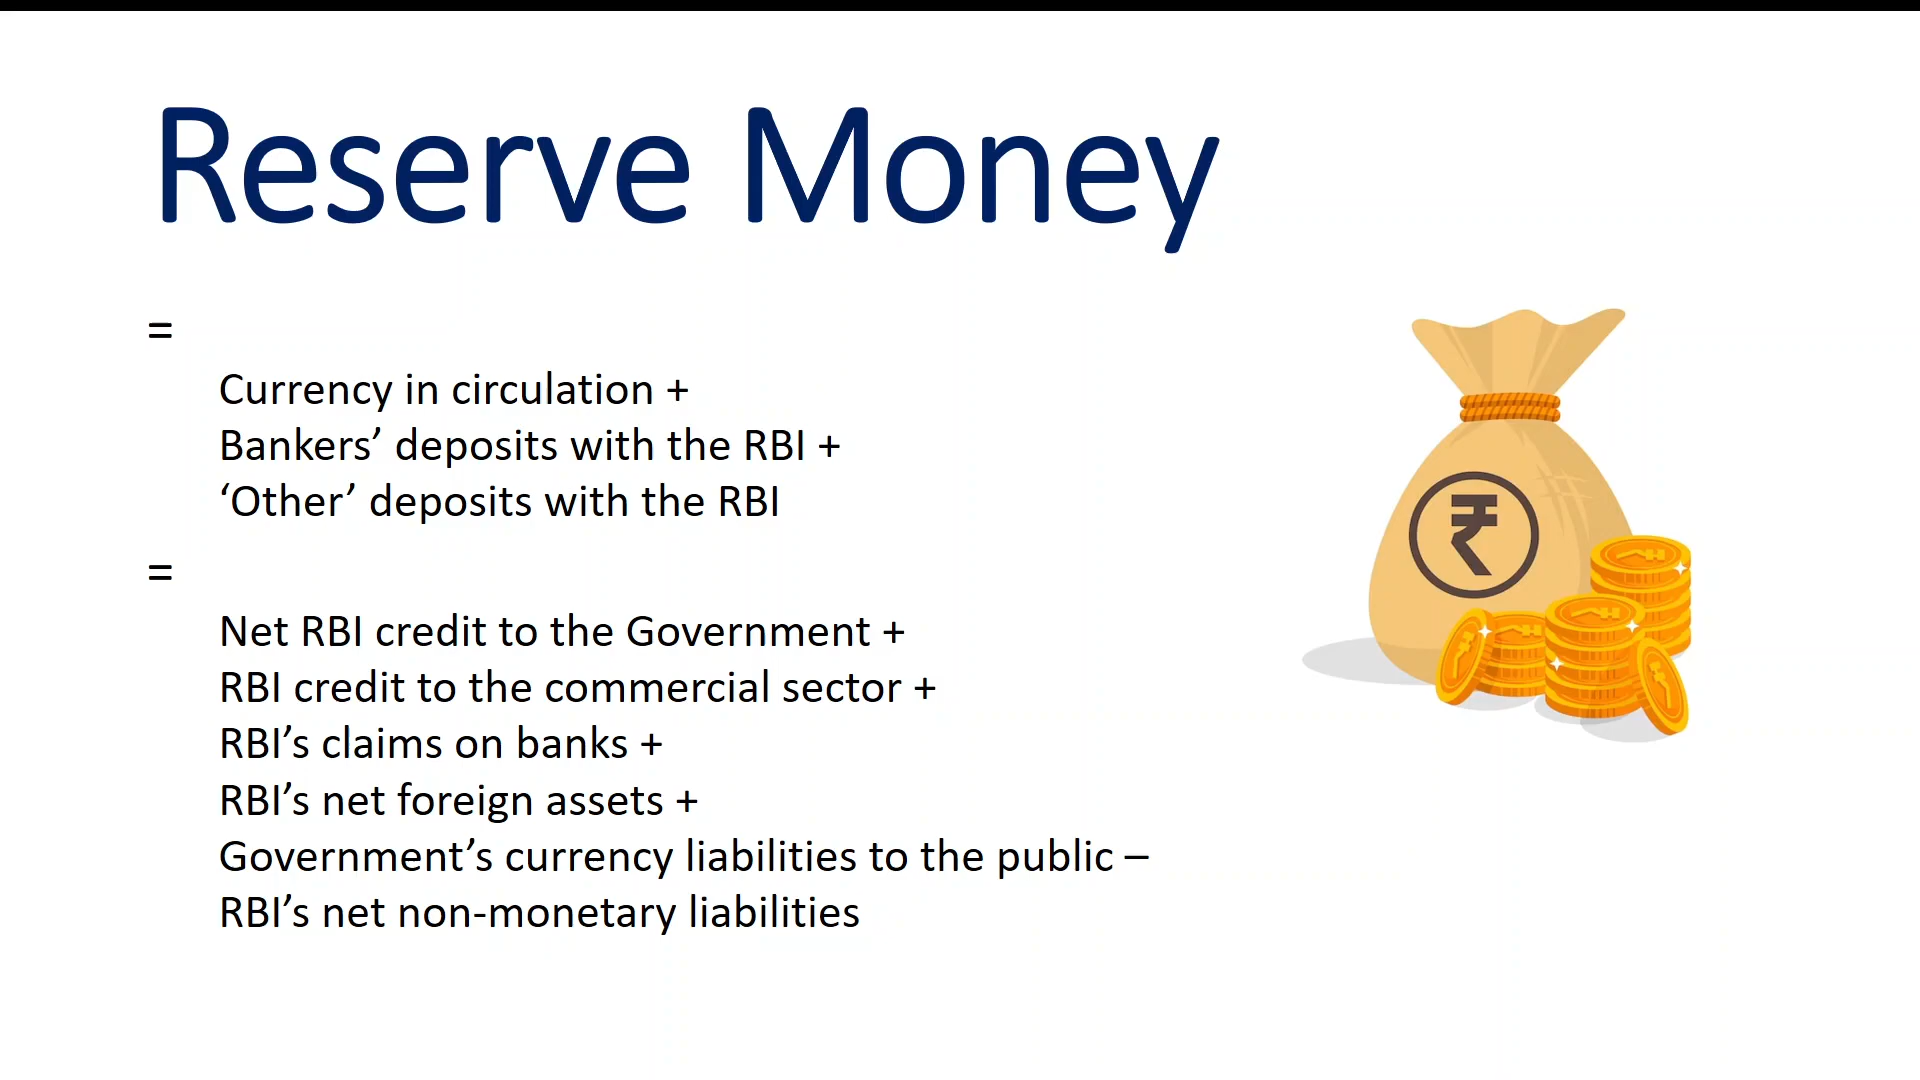 Reserve Money
=
Currency in circulation +
Bankers’ deposits with the RBI +
‘Other’ deposits with the RBI
=
Net RBI credit to the Government +
RBI credit to the commercial sector +
RBI’s claims on banks +
RBI’s net foreign assets +
Government’s currency liabilities to the public –
RBI’s net non-monetary liabilities
₹